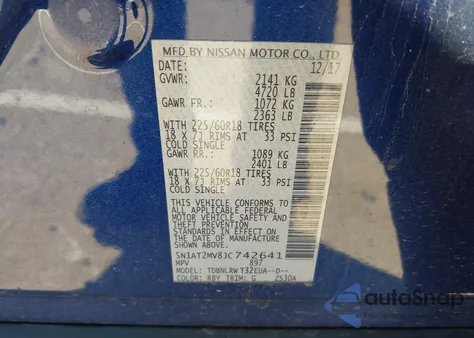 MFD BY NISSAN MOTOR CO., LTD.
DATE: 12/17
GVWR: 2141 KG
4720 LB
GAWR FR.: 1072 KG
2363 LB
WITH 225/60R18 TIRES
18 X 7J RIMS AT 33 PSI
COLD SINGLE
GAWR RR.: 1089 KG
2401 LB
WITH 225/60R18 TIRES
18 X 7J RIMS AT 33 PSI
COLD SINGLE
THIS VEHICLE CONFORMS TO
ALL APPLICABLE FEDERAL
MOTOR VEHICLE SAFETY AND
THEFT PREVENTION
STANDARDS IN EFFECT ON
THE DATE OF MANUFACTURE
SHOWN ABOVE.
5N1AT2MV8JC742641
MPV 897
MODEL: TDBNLRW T32EUA--D--
COLOR: RBY TRIM: G 2530A
autoSnap